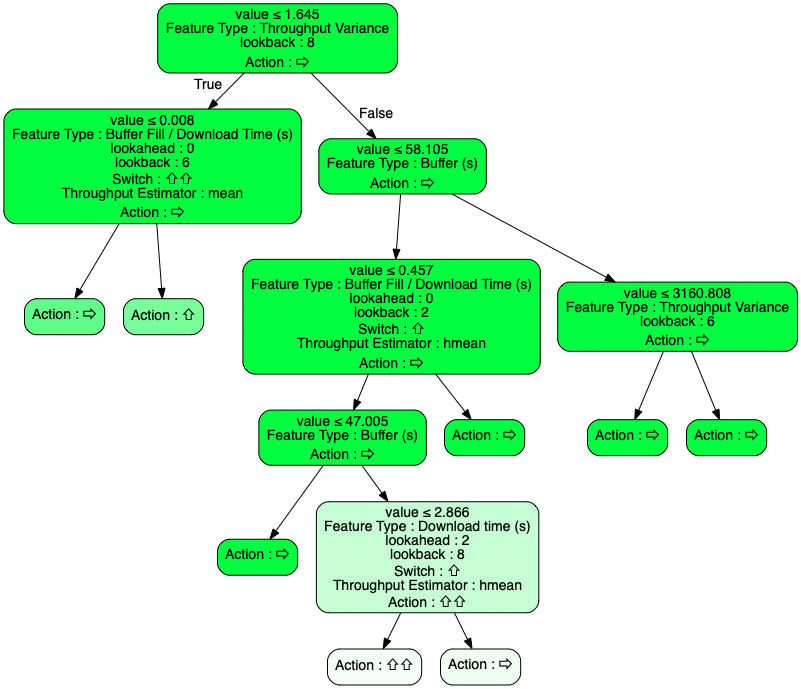 value ≤ 1.645
Feature Type : Throughput Variance
lookback : 8
Action : ⇨
True
False
value ≤ 0.008
Feature Type : Buffer Fill / Download Time (s)
lookahead : 0
lookback : 6
Switch : ⇧⇧
Throughput Estimator : mean
Action : ⇨
value ≤ 58.105
Feature Type : Buffer (s)
Action : ⇨
Action : ⇨
Action : ⇧
value ≤ 0.457
Feature Type : Buffer Fill / Download Time (s)
lookahead : 0
lookback : 2
Switch : ⇧
Throughput Estimator : hmean
Action : ⇨
value ≤ 3160.808
Feature Type : Throughput Variance
lookback : 6
Action : ⇨
value ≤ 47.005
Feature Type : Buffer (s)
Action : ⇨
Action : ⇨
Action : ⇨
Action : ⇨
Action : ⇨
value ≤ 2.866
Feature Type : Download time (s)
lookahead : 2
lookback : 8
Switch : ⇧
Throughput Estimator : hmean
Action : ⇧⇧
Action : ⇧⇧
Action : ⇨